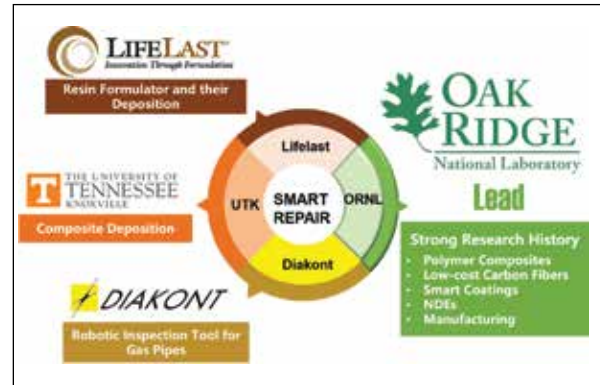 LIFELAST
Innovation Through Formulation
Resin Formulator and their
Deposition
OAK
RIDGE
National Laboratory
Lead
Strong Research History
• Polymer Composites
• Low-cost Carbon Fibers
• Smart Coatings
• NDEs
• Manufacturing
T
THE UNIVERSITY OF
TENNESSEE
KNOXVILLE
Composite Deposition
DIAKONT
Robotic Inspection Tool for
Gas Pipes
Lifelast
UTK
SMART
REPAIR
ORNL
Diakont